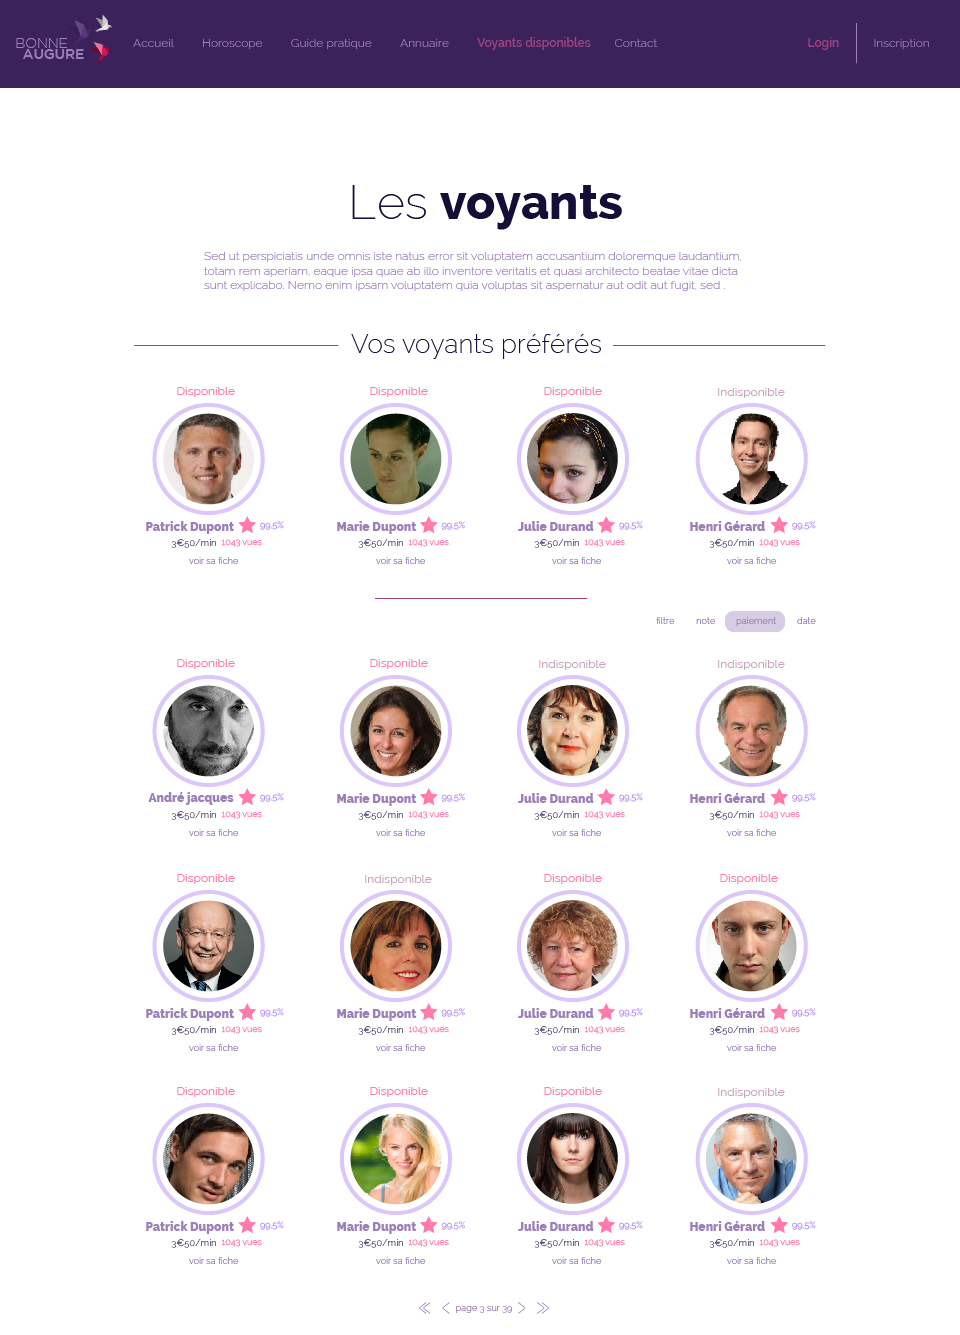 BONNE
AUGURE
Accueil Horoscope Guide pratique Annuaire Voyants disponibles Contact Login Inscription
Les voyants
Sed ut perspiciatis unde omnis iste natus error sit voluptatem accusantium doloremque laudantium,
totam rem aperiam, eaque ipsa quae ab illo inventore veritatis et quasi architecto beatae vitae dicta
sunt explicabo. Nemo enim ipsam voluptatem quia voluptas sit aspernatur aut odit aut fugit, sed .
Vos voyants préférés
Disponible Disponible Disponible Indisponible
Patrick Dupont 99,5% Marie Dupont 99,5% Julie Durand 99,5% Henri Gérard 99,5%
3€50/min 1043 vues 3€50/min 1043 vues 3€50/min 1043 vues 3€50/min 1043 vues
voir sa fiche voir sa fiche voir sa fiche voir sa fiche
filtre note paiement date
Disponible Disponible Indisponible Indisponible
André jacques 99,5% Marie Dupont 99,5% Julie Durand 99,5% Henri Gérard 99,5%
3€50/min 1043 vues 3€50/min 1043 vues 3€50/min 1043 vues 3€50/min 1043 vues
voir sa fiche voir sa fiche voir sa fiche voir sa fiche
Disponible Indisponible Disponible Disponible
Patrick Dupont 99,5% Marie Dupont 99,5% Julie Durand 99,5% Henri Gérard 99,5%
3€50/min 1043 vues 3€50/min 1043 vues 3€50/min 1043 vues 3€50/min 1043 vues
voir sa fiche voir sa fiche voir sa fiche voir sa fiche
Disponible Disponible Disponible Indisponible
Patrick Dupont 99,5% Marie Dupont 99,5% Julie Durand 99,5% Henri Gérard 99,5%
3€50/min 1043 vues 3€50/min 1043 vues 3€50/min 1043 vues 3€50/min 1043 vues
voir sa fiche voir sa fiche voir sa fiche voir sa fiche
page 3 sur 39